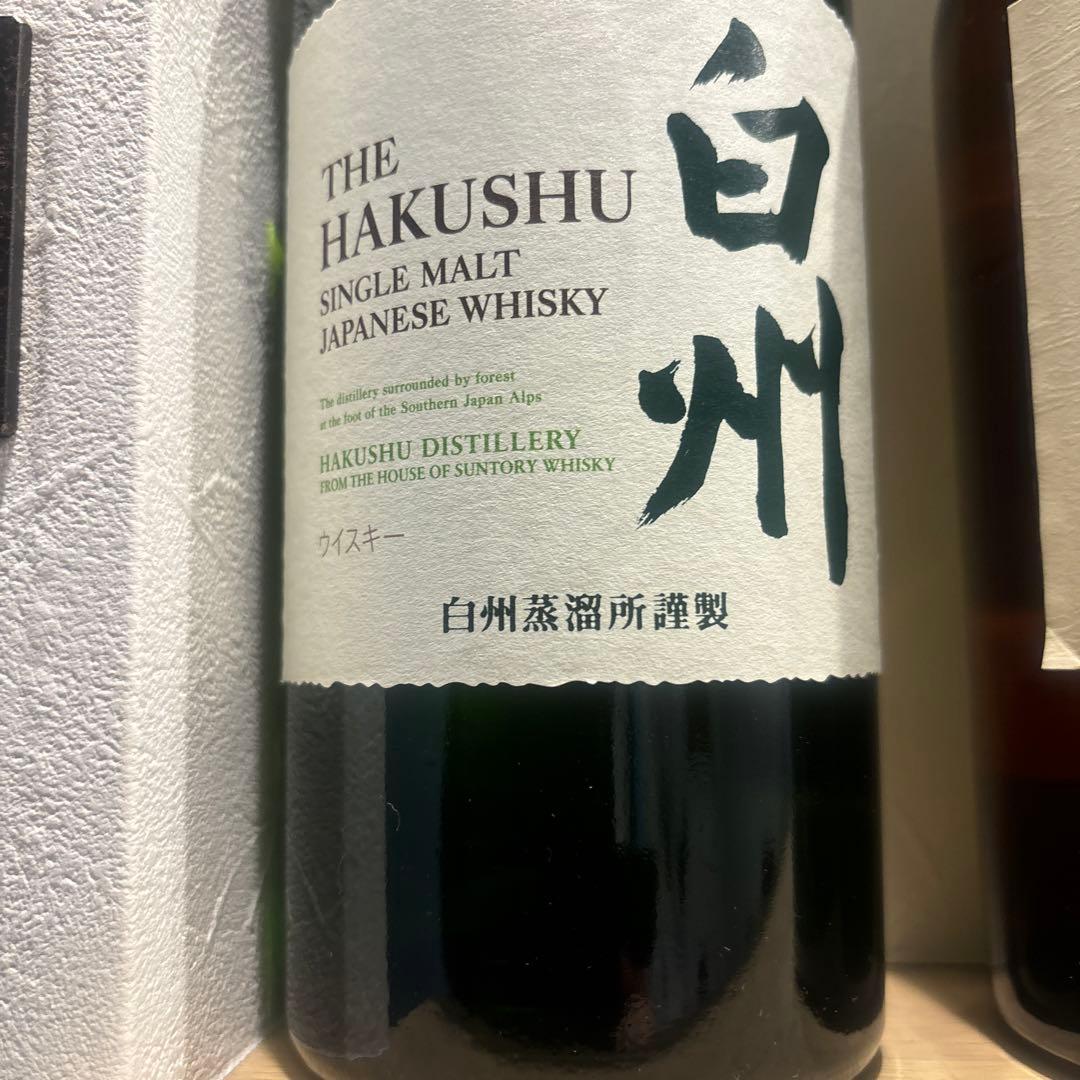 THE
HAKUSHU
SINGLE MALT
JAPANESE WHISKY
The distillery surrounded by forest
at the foot of the Southern Japan Alps
HAKUSHU DISTILLERY
FROM THE HOUSE OF SUNTORY WHISKY
ウイスキー
白州
白州蒸溜所謹製